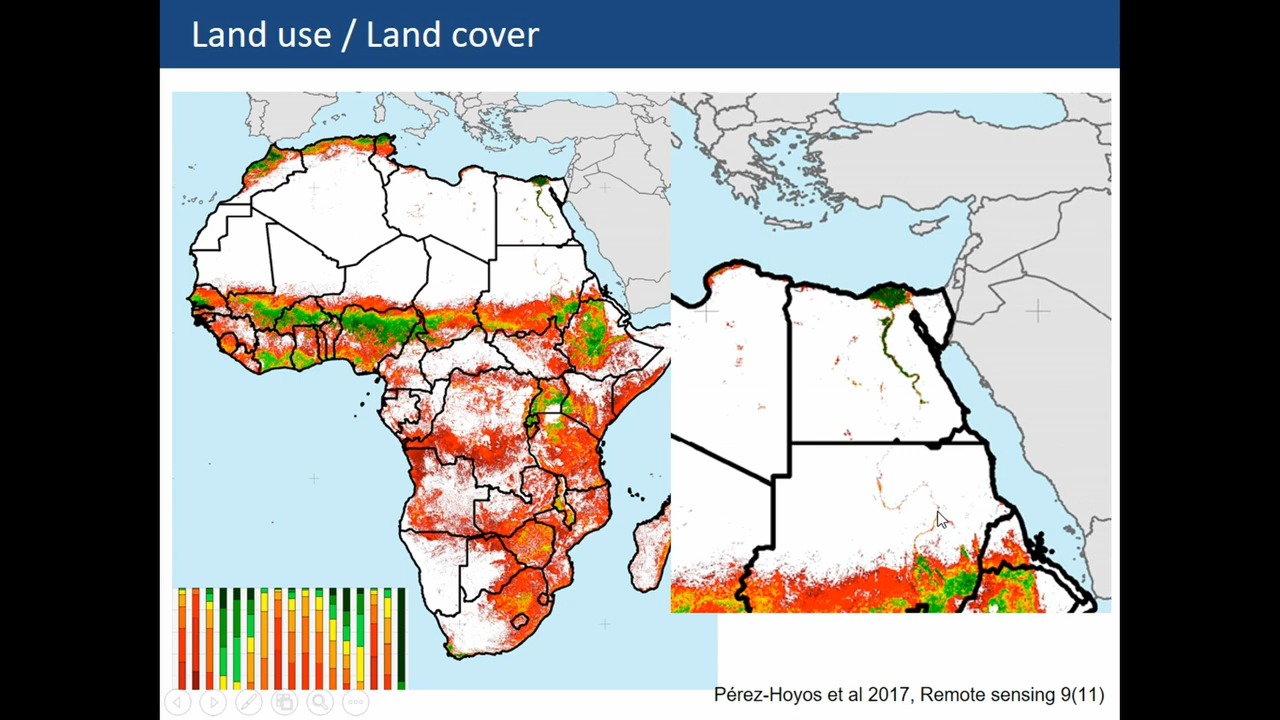 Land use / Land cover
Pérez-Hoyos et al 2017, Remote sensing 9(11)